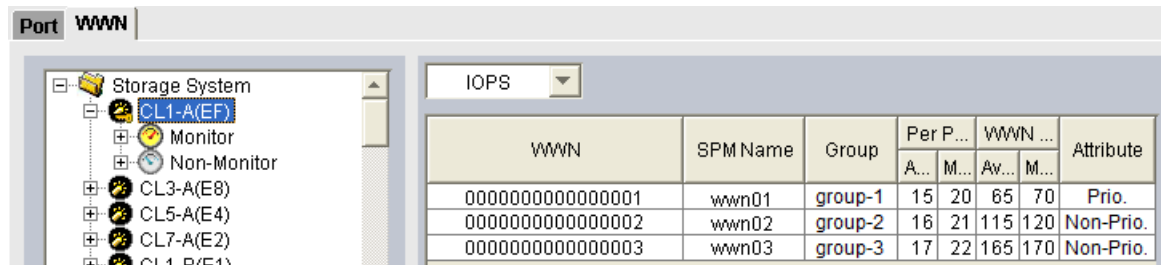 Port WWN
Storage System
CL1-A(EF)
Monitor
Non-Monitor
CL3-A(E8)
CL5-A(E4)
CL7-A(E2)
CL1-B(E1)
IOPS
WWN SPM Name Group Per P... WWN ... Attribute
A... M... Av... M...
0000000000000001 wwn01 group-1 15 20 65 70 Prio.
0000000000000002 wwn02 group-2 16 21 115 120 Non-Prio.
0000000000000003 wwn03 group-3 17 22 165 170 Non-Prio.